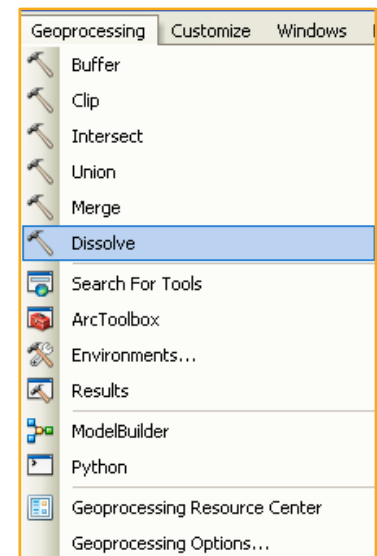 Geoprocessing Customize Windows
Buffer
Clip
Intersect
Union
Merge
Dissolve
Search For Tools
ArcToolbox
Environments...
Results
ModelBuilder
Python
Geoprocessing Resource Center
Geoprocessing Options...